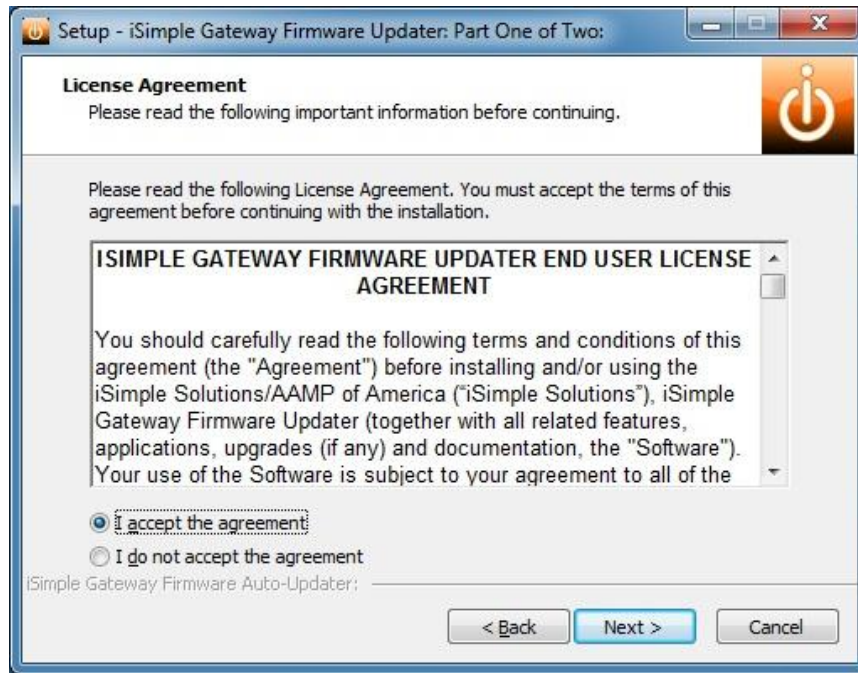 Setup - iSimple Gateway Firmware Updater: Part One of Two:
License Agreement
Please read the following important information before continuing.
Please read the following License Agreement. You must accept the terms of this
agreement before continuing with the installation.
ISIMPLE GATEWAY FIRMWARE UPDATER END USER LICENSE
AGREEMENT
You should carefully read the following terms and conditions of this
agreement (the "Agreement") before installing and/or using the
iSimple Solutions/AAMP of America (“iSimple Solutions”), iSimple
Gateway Firmware Updater (together with all related features,
applications, upgrades (if any) and documentation, the "Software").
Your use of the Software is subject to your agreement to all of the
I accept the agreement
I do not accept the agreement
iSimple Gateway Firmware Auto-Updater:
< Back Next > Cancel